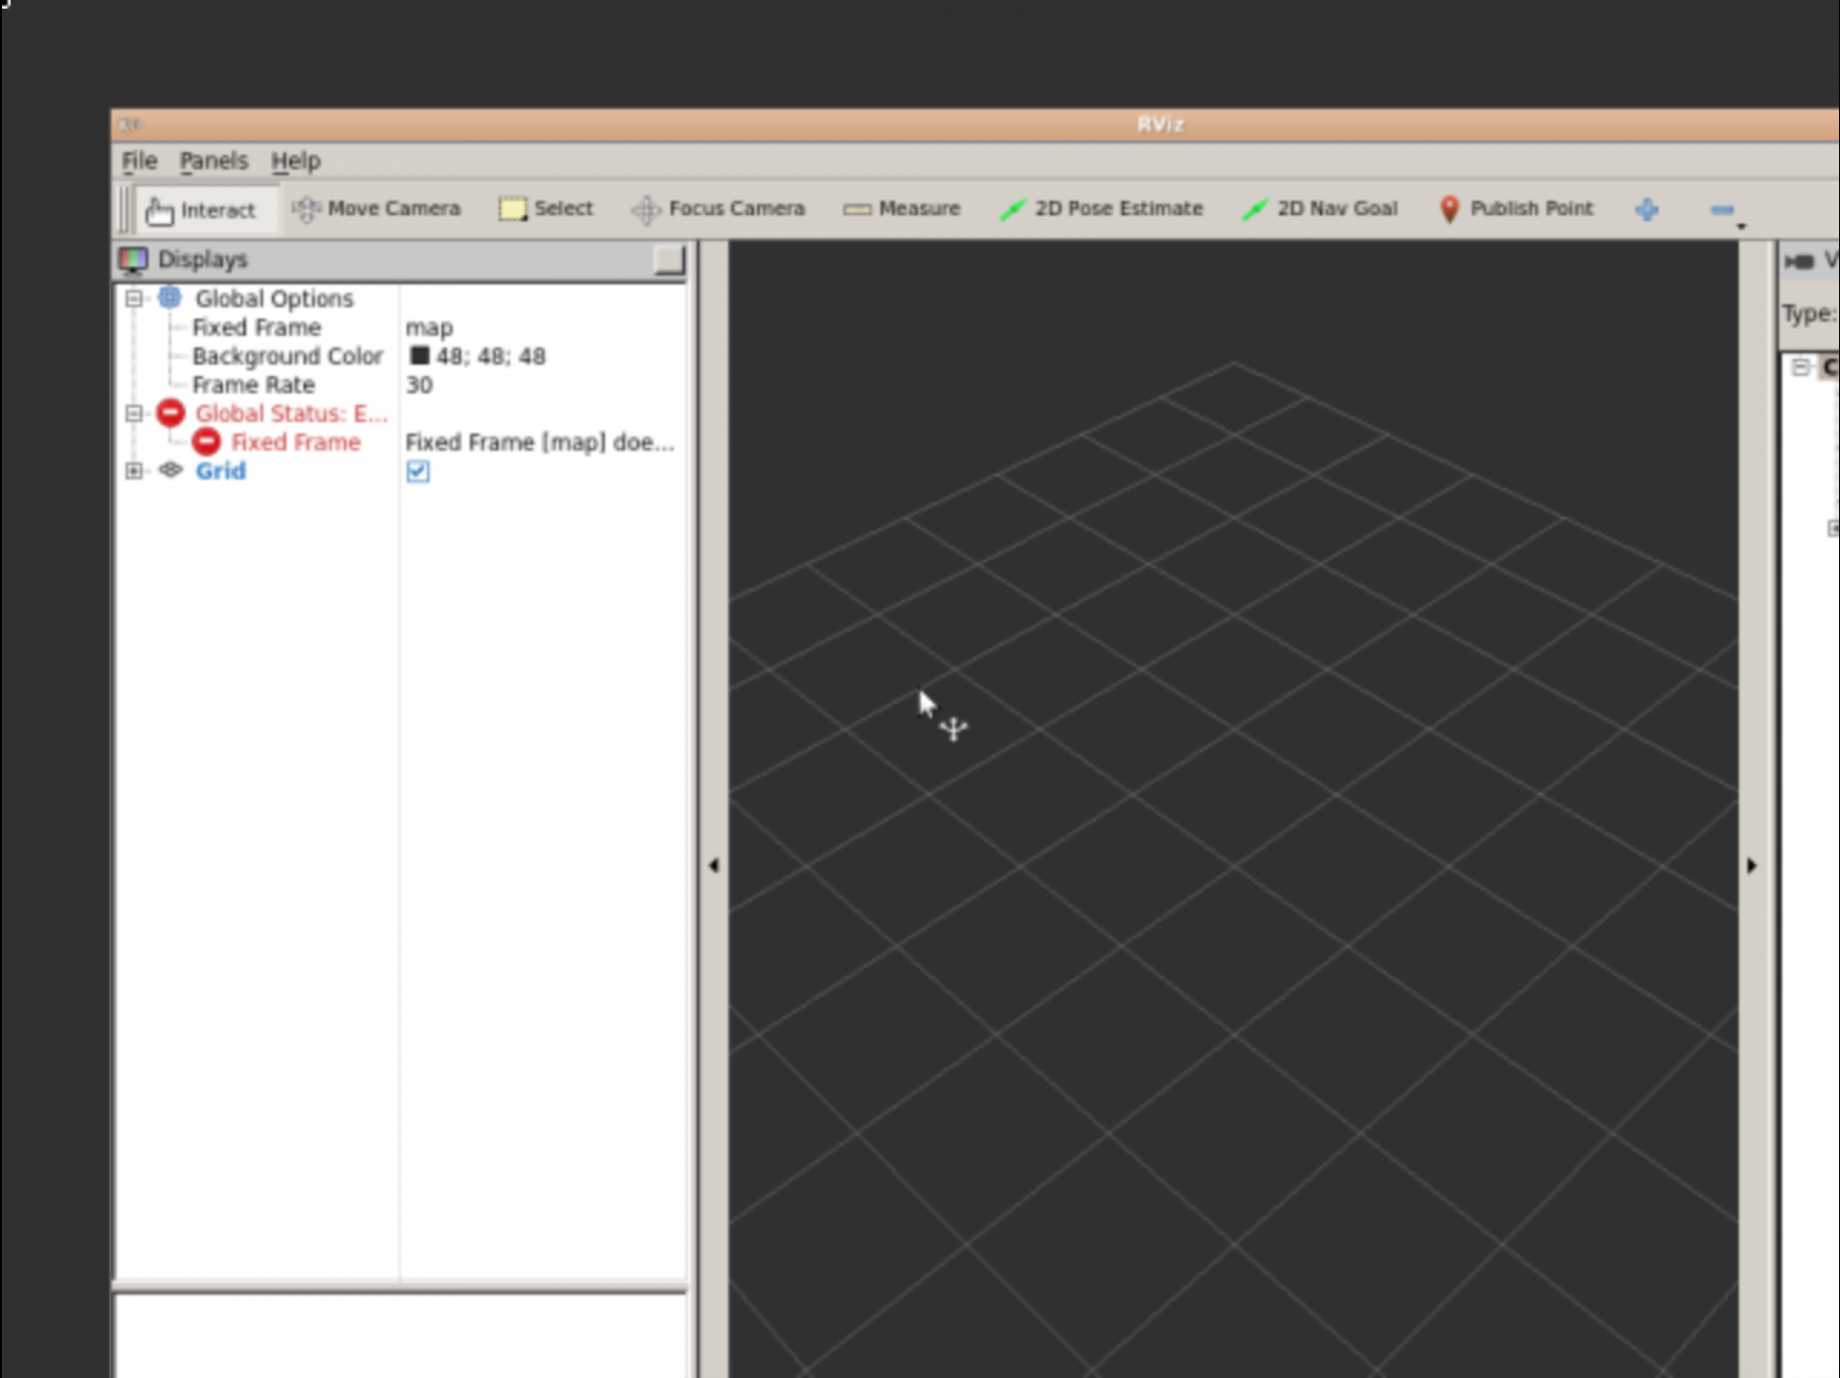 RViz
File Panels Help
Interact Move Camera Select Focus Camera Measure 2D Pose Estimate 2D Nav Goal Publish Point
Displays
Global Options
Fixed Frame map
Background Color 48; 48; 48
Frame Rate 30
Global Status: E...
Fixed Frame Fixed Frame [map] doe...
Grid
Type: